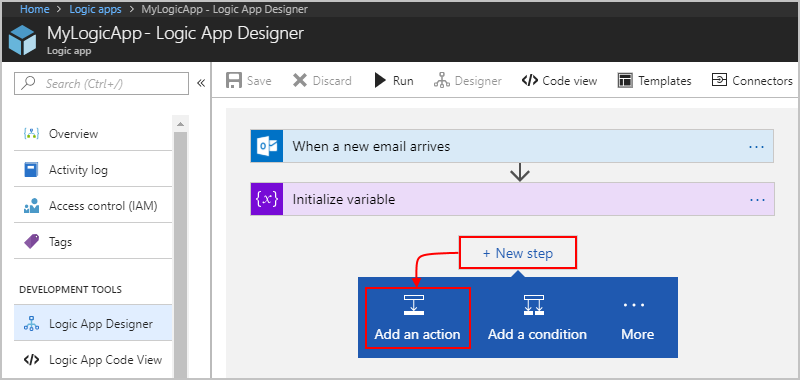 Home > Logic apps > MyLogicApp - Logic App Designer
MyLogicApp - Logic App Designer
Logic app
Search (Ctrl+/)
«
Save
Discard
Run
Designer
Code view
Templates
Connectors
Overview
Activity log
Access control (IAM)
Tags
DEVELOPMENT TOOLS
Logic App Designer
Logic App Code View
When a new email arrives
...
{x} Initialize variable
...
+ New step
Add an action
Add a condition
... More